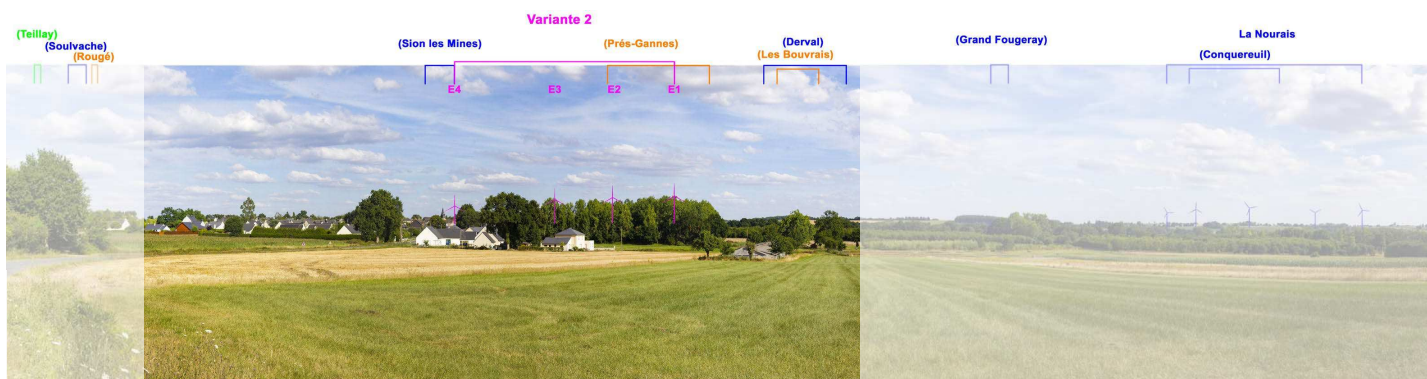 Variante 2
(Teillay)
(Soulvache)
(Rougé)
(Sion les Mines)
(Prés-Gannes)
(Derval)
(Les Bouvrais)
(Grand Fougeray)
La Nourais
(Conquereuil)
E4 E3 E2 E1